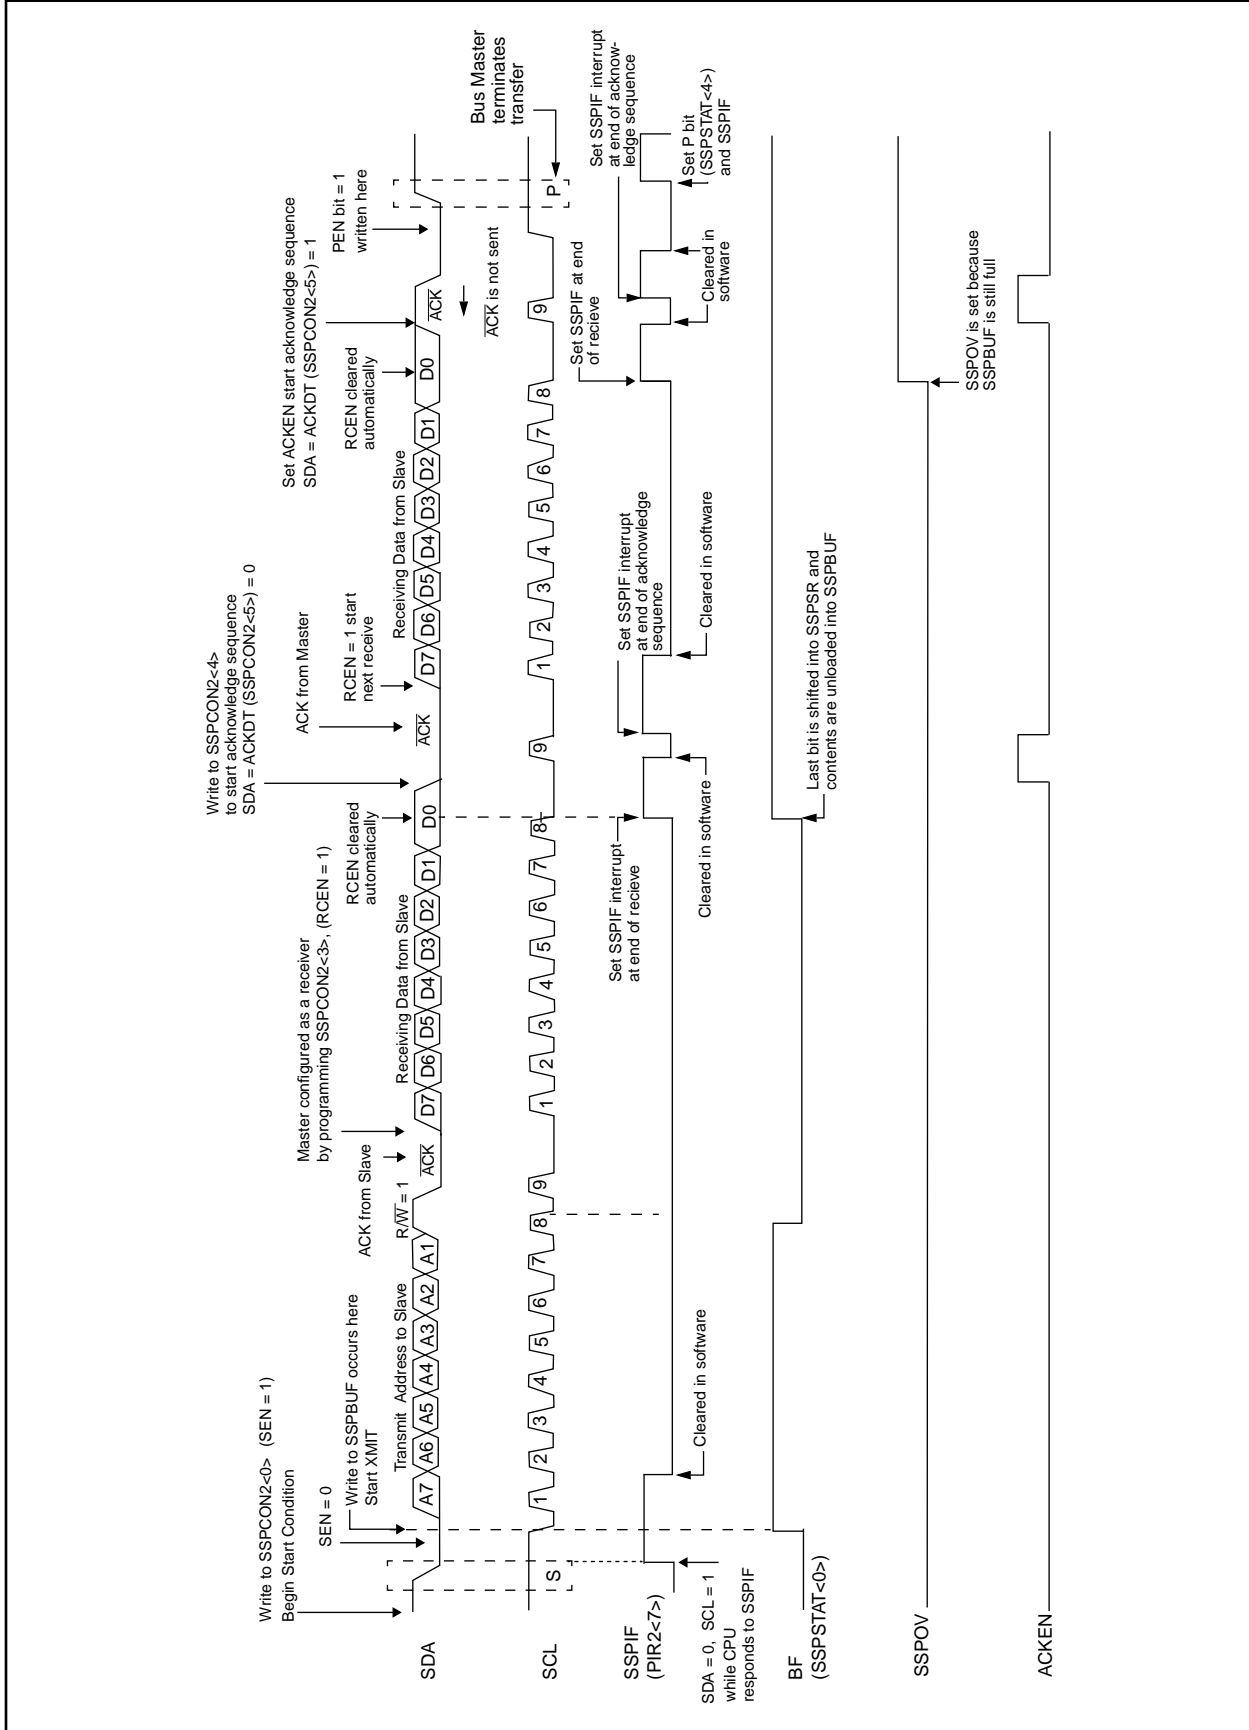 Write to SSPCON2<0> (SEN = 1)
Begin Start Condition
SEN = 0
Write to SSPBUF occurs here
Start XMIT
Transmit Address to Slave
R/W = 1
ACK from Slave
Master configured as a receiver
by programming SSPCON2<3>, (RCEN = 1)
Receiving Data from Slave
RCEN cleared
automatically
Write to SSPCON2<4>
to start acknowledge sequence
SDA = ACKDT (SSPCON2<5>) = 0
ACK from Master
RCEN = 1 start
next receive
Receiving Data from Slave
RCEN cleared
automatically
Set ACKEN start acknowledge sequence
SDA = ACKDT (SSPCON2<5>) = 1
PEN bit = 1
written here
SDA
A7 A6 A5 A4 A3 A2 A1
ACK
D7 D6 D5 D4 D3 D2 D1 D0
ACK
D7 D6 D5 D4 D3 D2 D1 D0
ACK
ACK is not sent
Bus Master
terminates
transfer
SCL
S
1 2 3 4 5 6 7 8 9
1 2 3 4 5 6 7 8 9
1 2 3 4 5 6 7 8 9
P
Set SSPIF interrupt
at end of recieve
Set SSPIF interrupt
at end of acknowledge
sequence
Set SSPIF at end
of recieve
Set SSPIF interrupt
at end of acknow-
ledge sequence
SSPIF
(PIR2<7>)
SDA = 0, SCL = 1
while CPU
responds to SSPIF
Cleared in software
Cleared in software
Cleared in software
Cleared in
software
Set P bit
(SSPSTAT<4>)
and SSPIF
BF
(SSPSTAT<0>)
Last bit is shifted into SSPSR and
contents are unloaded into SSPBUF
SSPOV
SSPOV is set because
SSPBUF is still full
ACKEN